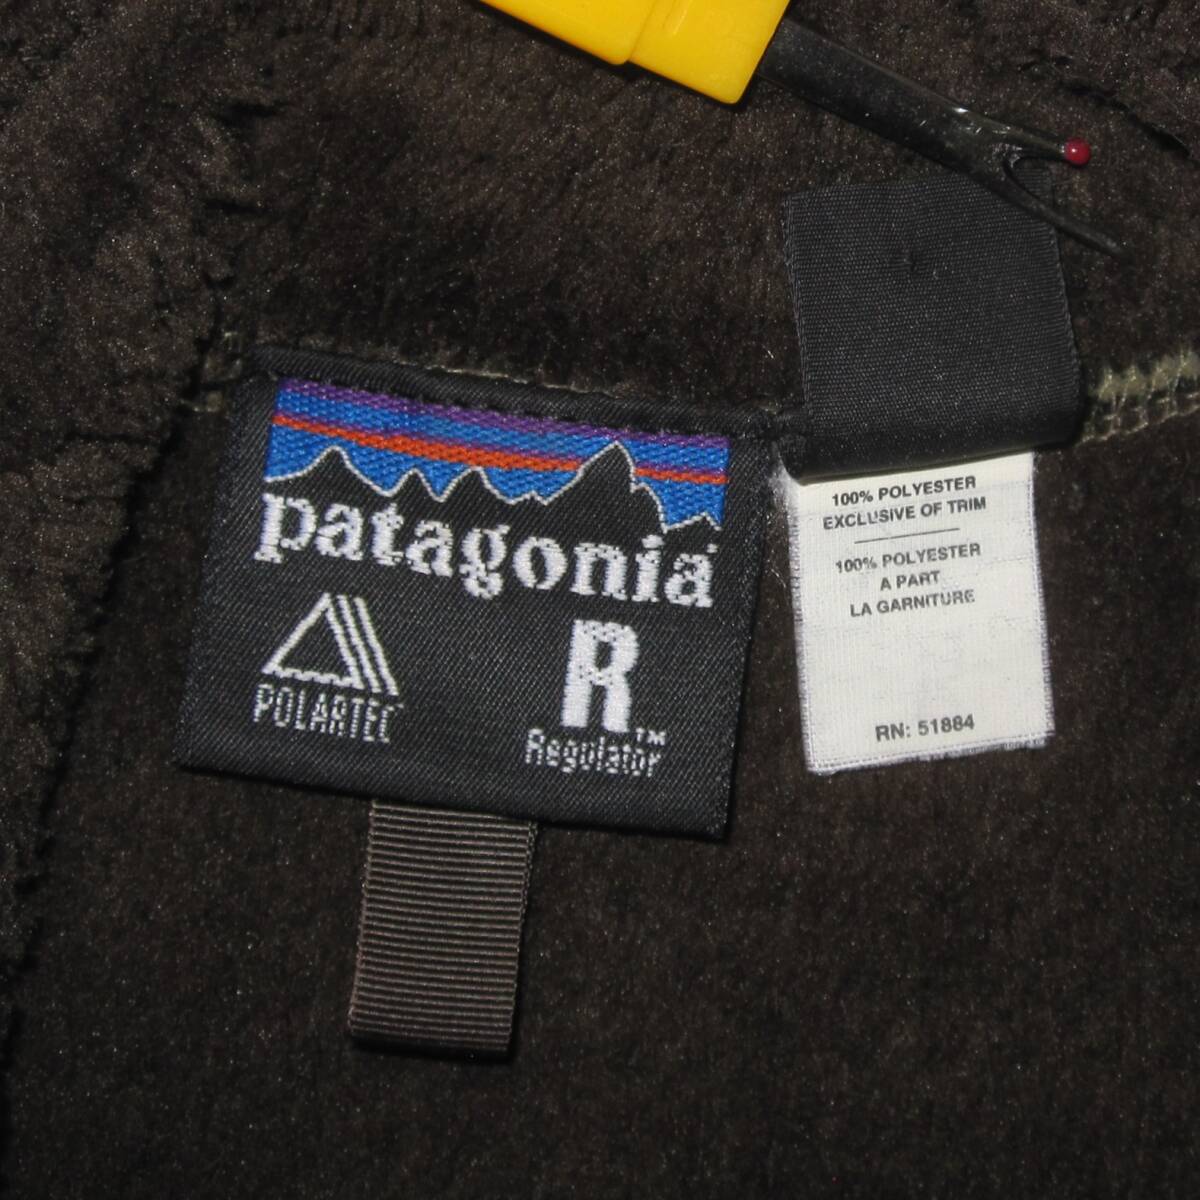 patagonia
POLARTEC
R
Regulator™
100% POLYESTER
EXCLUSIVE OF TRIM
100% POLYESTER
A PART
LA GARNITURE
RN: 51884